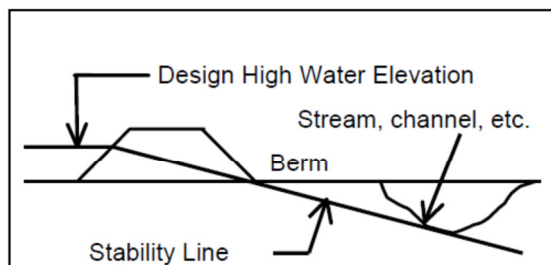 Design High Water Elevation
Stream, channel, etc.
Berm
Stability Line